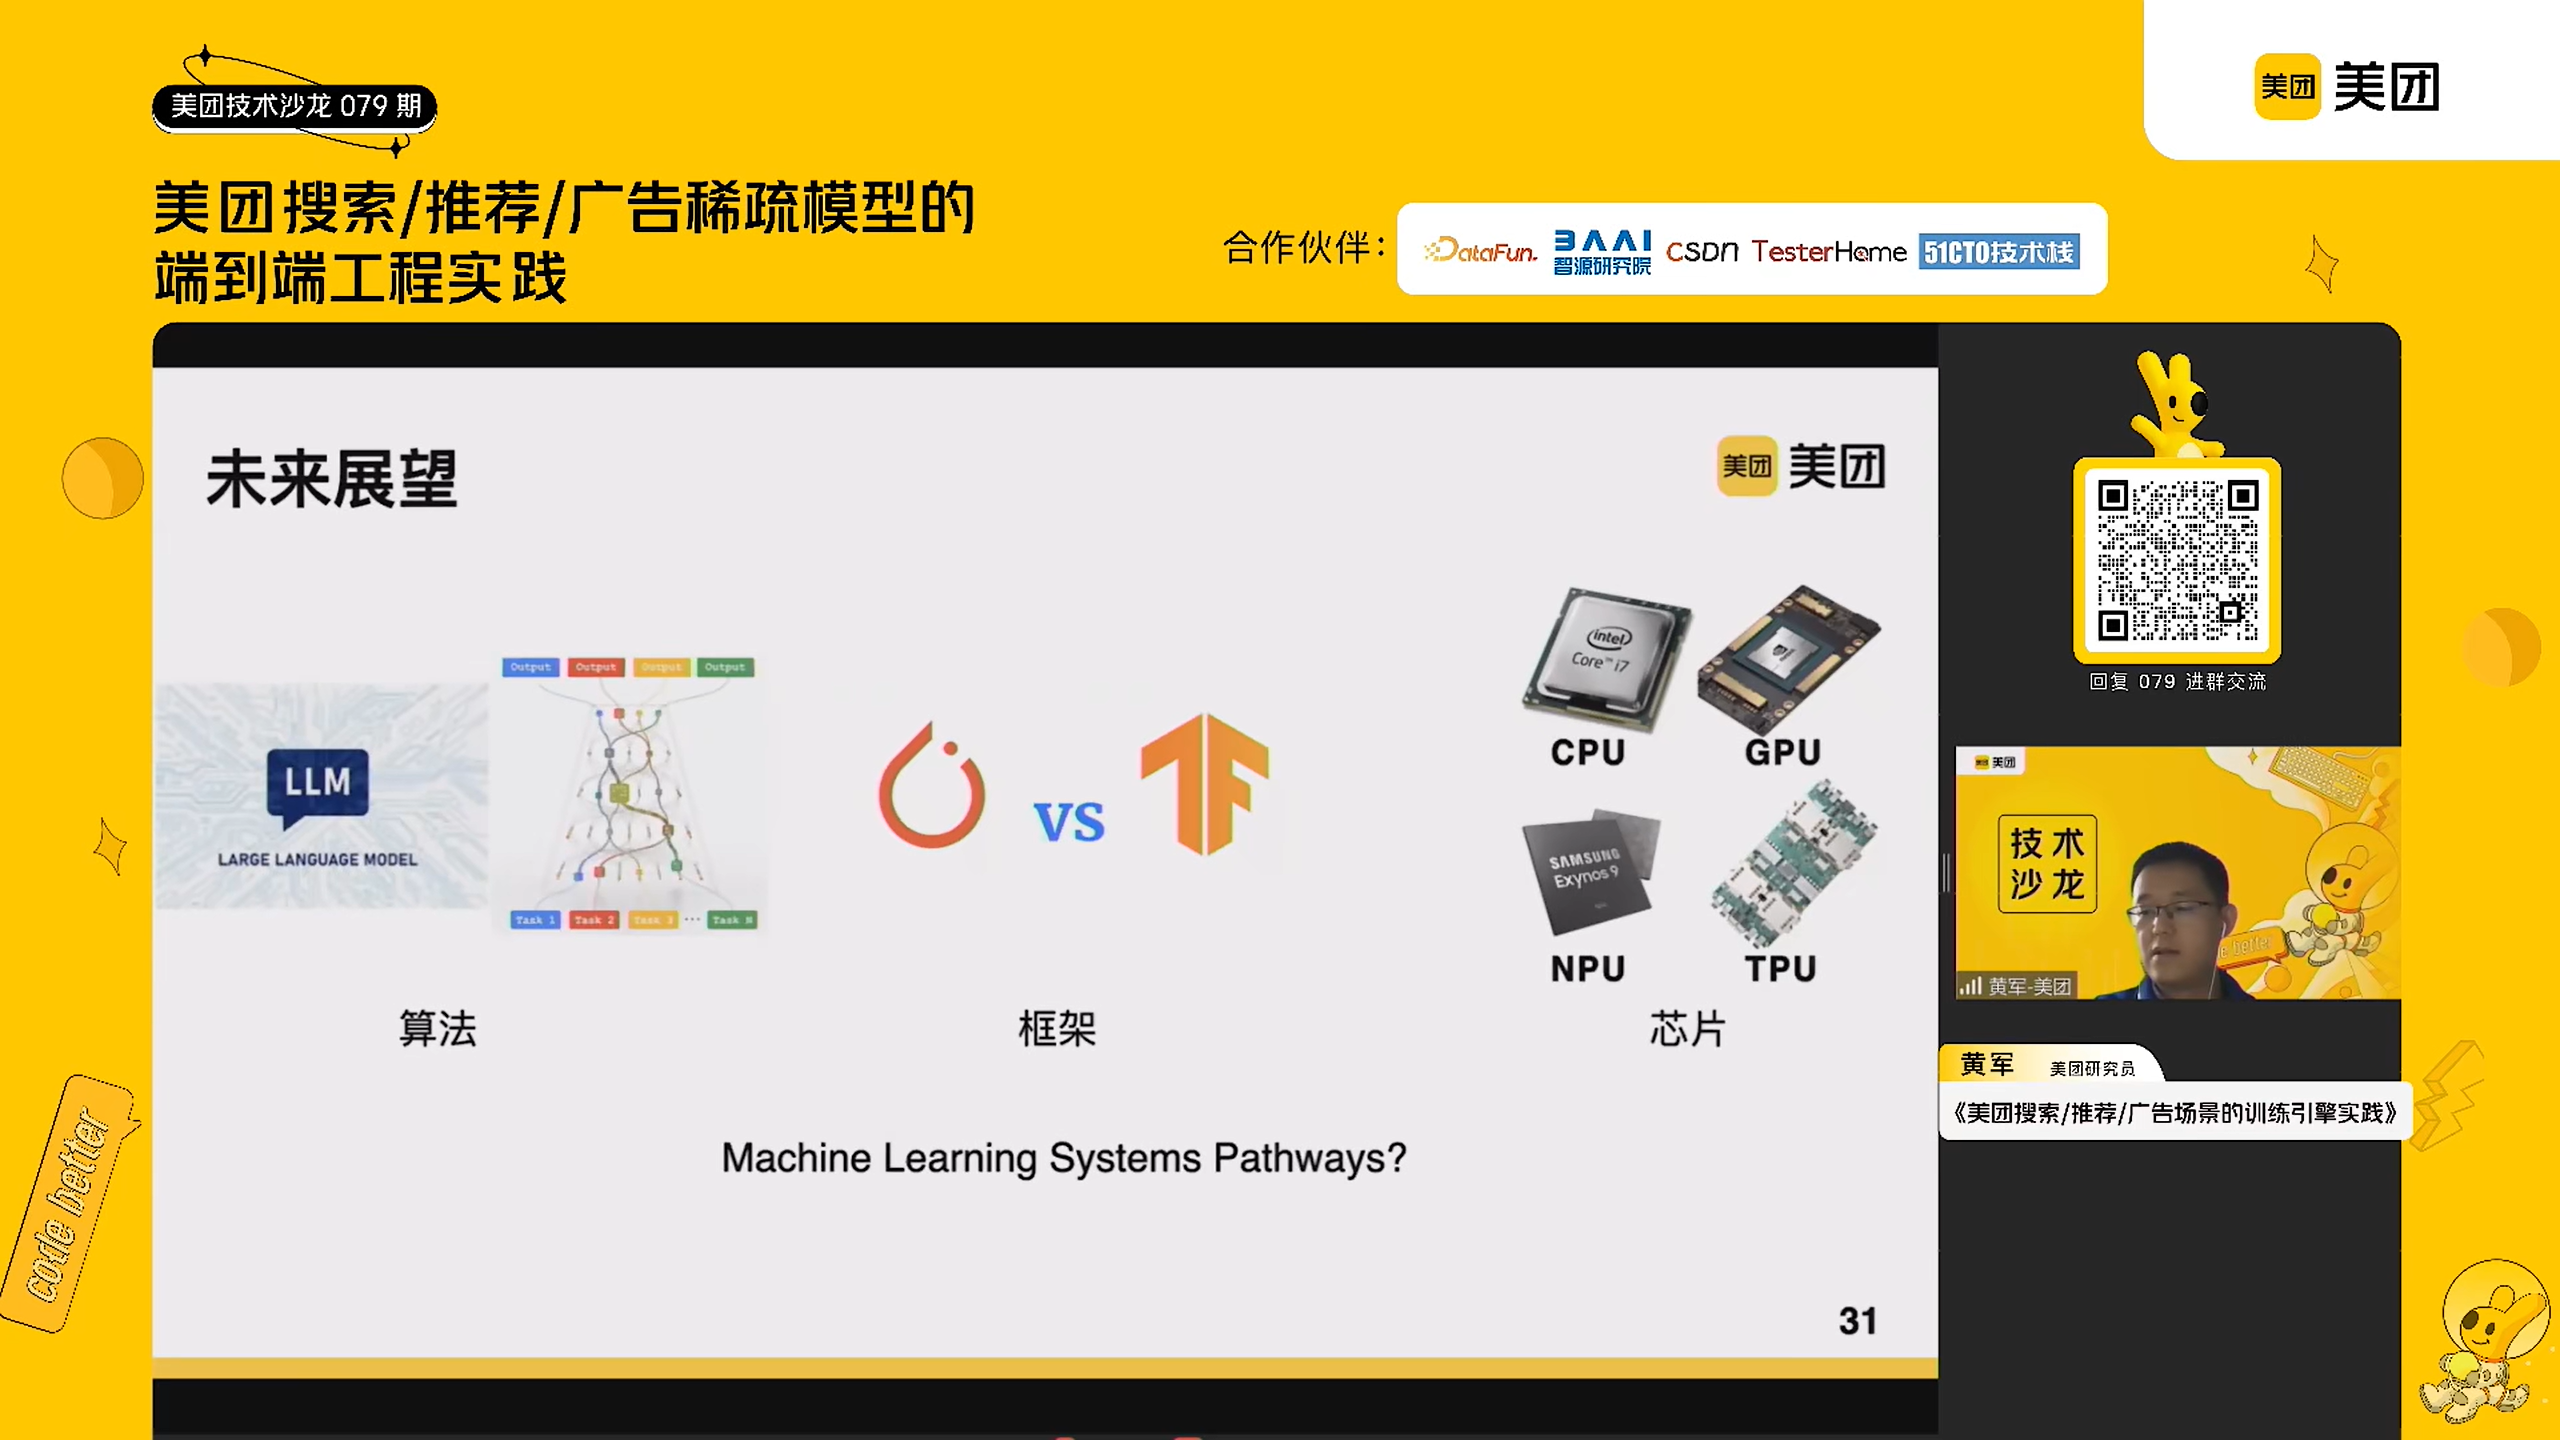 美团技术沙龙 079 期
美团 美团
美团搜索/推荐/广告稀疏模型的
端到端工程实践
合作伙伴：
DataFun.
BAAI
智源研究院
CSDN
TesterHome
51CTO技术栈
未来展望
美团 美团
intel
Core™ i7
CPU
GPU
Output Output Output Output
LLM
LARGE LANGUAGE MODEL
Task 1 Task 2 Task 3 ... Task N
vs
SAMSUNG
Exynos 9
NPU
TPU
算法
框架
芯片
Machine Learning Systems Pathways?
31
回复 079 进群交流
美团 美团
技术
沙龙
e better
黄军-美团
黄军 美团研究员
《美团搜索/推荐/广告场景的训练引擎实践》
code better